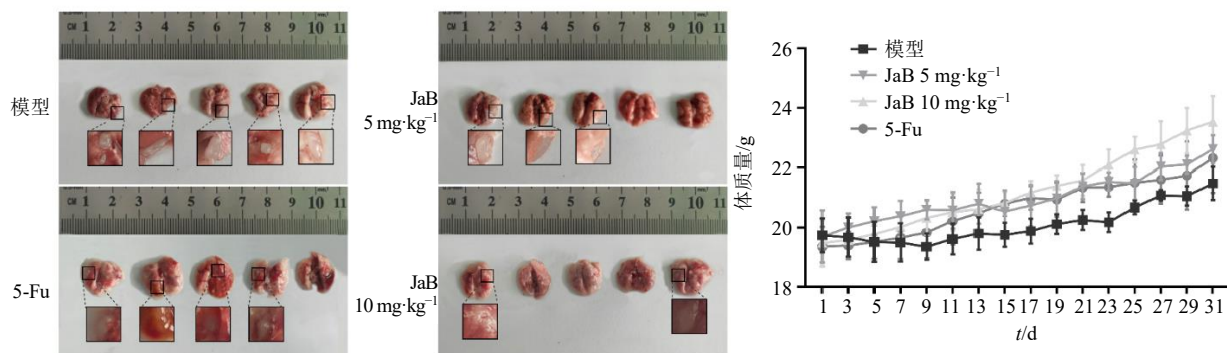 CM 1 2 3 4 5 6 7 8 9 10 11
模型
CM 1 2 3 4 5 6 7 8 9 10 11
JaB
5 mg·kg⁻¹
1 2 3 4 5 6 7 8 9 10 11
5-Fu
CM 1 2 3 4 5 6 7 8 9 10 11
JaB
10 mg·kg⁻¹
26
24
22
20
18
体质量/g
模型
JaB 5 mg·kg⁻¹
JaB 10 mg·kg⁻¹
5-Fu
1 3 5 7 9 11 13 15 17 19 21 23 25 27 29 31
t/d